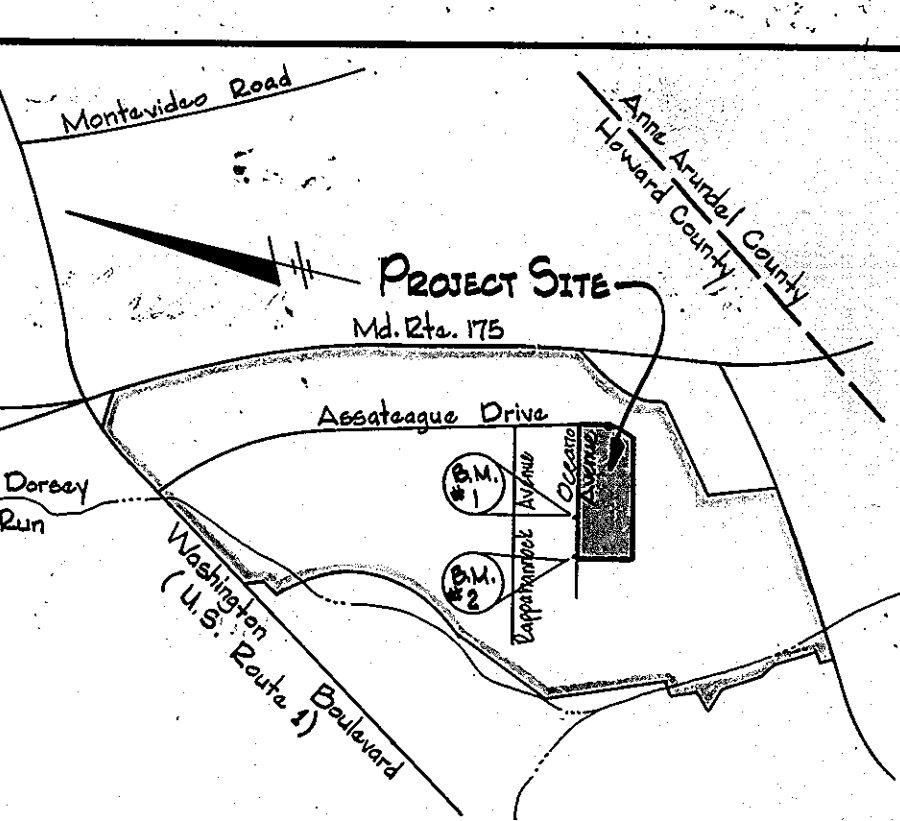 Montevideo Road
Anne Arundel County
Howard County
PROJECT SITE
Md. Rte. 175
Assateague Drive
Oceano
Avenue
Rappahannock Avenue
B.M.
# 1
B.M.
# 2
Dorsey
Run
Washington Boulevard
(U.S. Route 1)